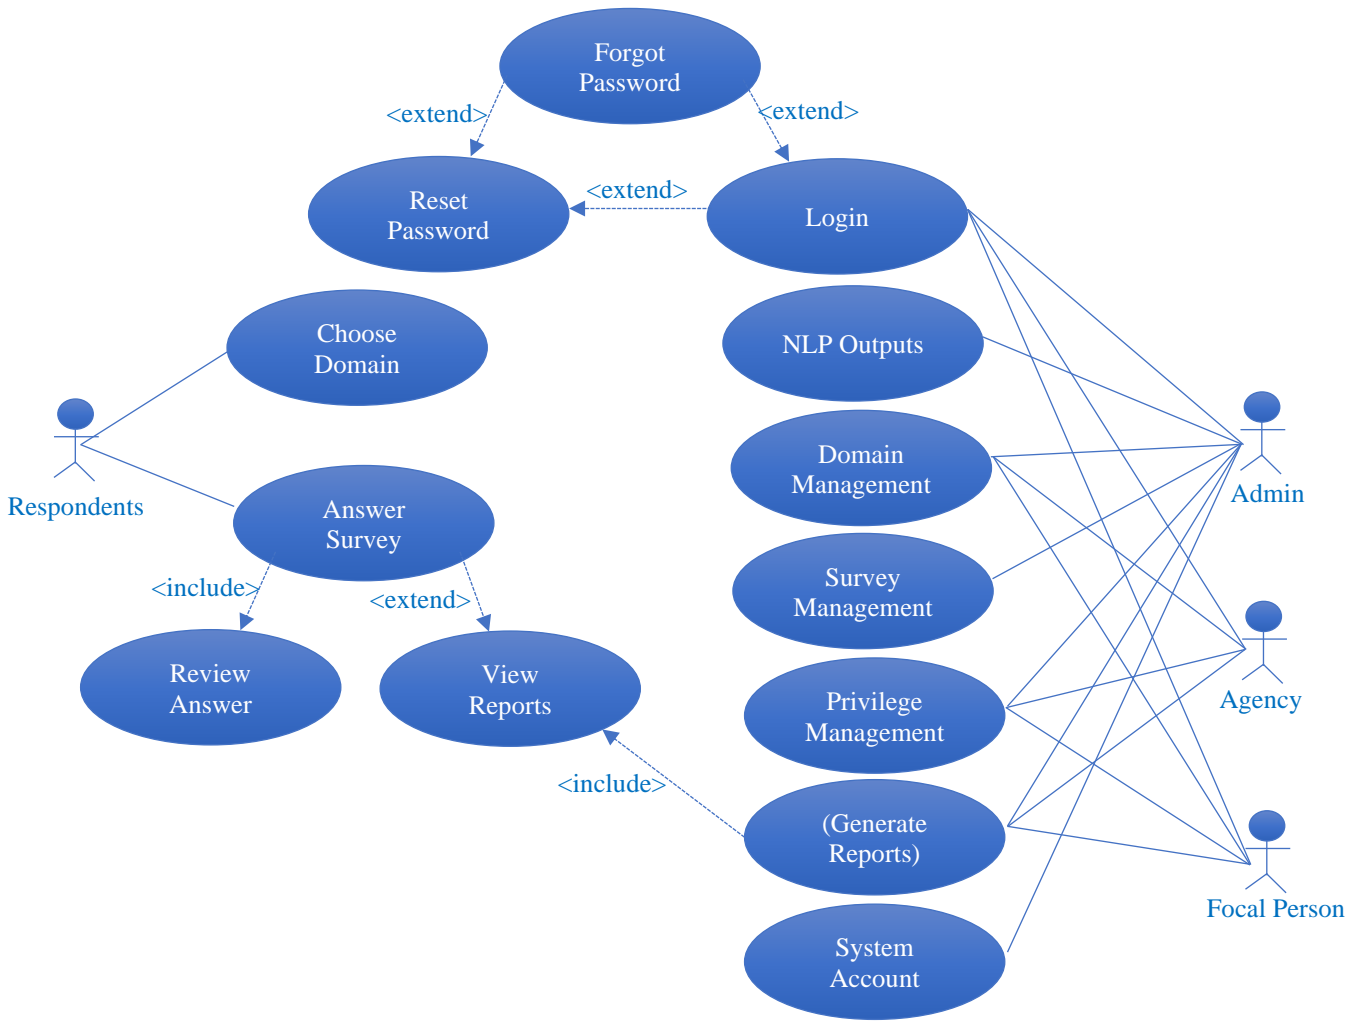 Forgot
Password
<extend>
<extend>
Reset
Password
<extend>
Login
Choose
Domain
NLP Outputs
Respondents
Answer
Survey
Domain
Management
Admin
<include>
<extend>
Survey
Management
Review
Answer
View
Reports
Privilege
Management
Agency
<include>
(Generate
Reports)
Focal Person
System
Account